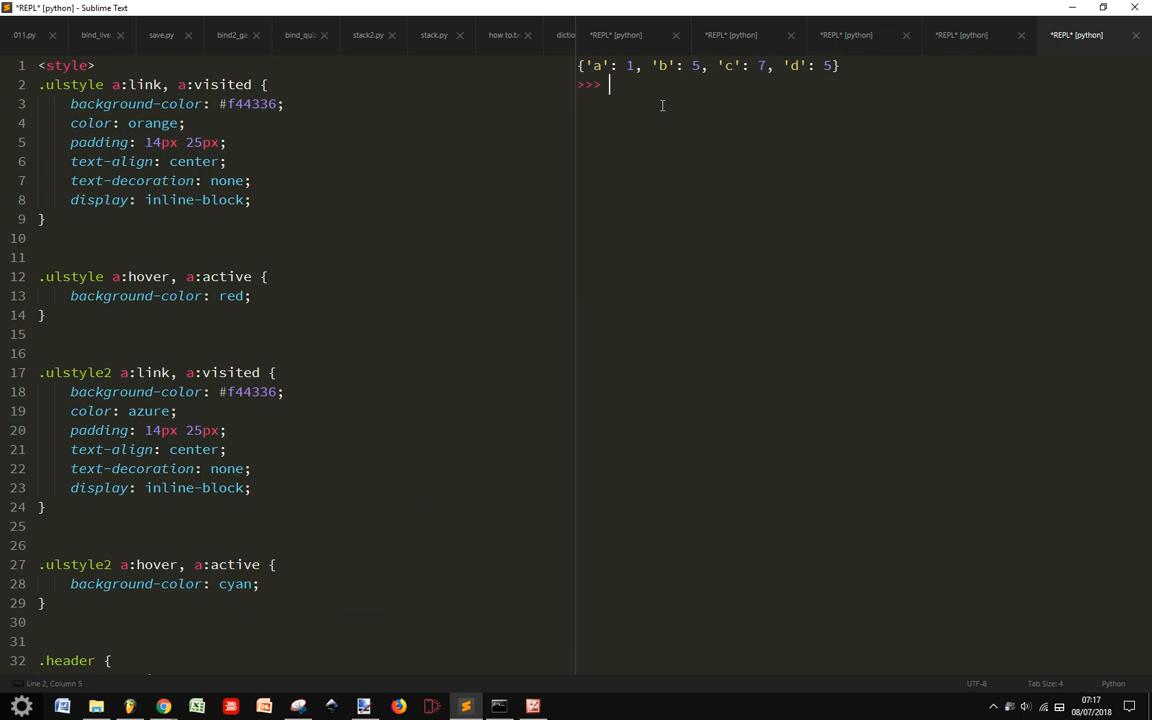 *REPL* [python] - Sublime Text
011.py bind_live. save.py bind2_ga bind_qui stack2.py stack.py how to.t dictio *REPL* [python] *REPL* [python] *REPL* [python] *REPL* [python] *REPL* [python]
1 <style>
2 .ulstyle a:link, a:visited {
3 background-color: #f44336;
4 color: orange;
5 padding: 14px 25px;
6 text-align: center;
7 text-decoration: none;
8 display: inline-block;
9 }
10
11
12 .ulstyle a:hover, a:active {
13 background-color: red;
14 }
15
16
17 .ulstyle2 a:link, a:visited {
18 background-color: #f44336;
19 color: azure;
20 padding: 14px 25px;
21 text-align: center;
22 text-decoration: none;
23 display: inline-block;
24 }
25
26
27 .ulstyle2 a:hover, a:active {
28 background-color: cyan;
29 }
30
31
32 .header {
{'a': 1, 'b': 5, 'c': 7, 'd': 5}
>>>
Line 2, Column 5 UTF-8 Tab Size: 4 Python
07:17
08/07/2018